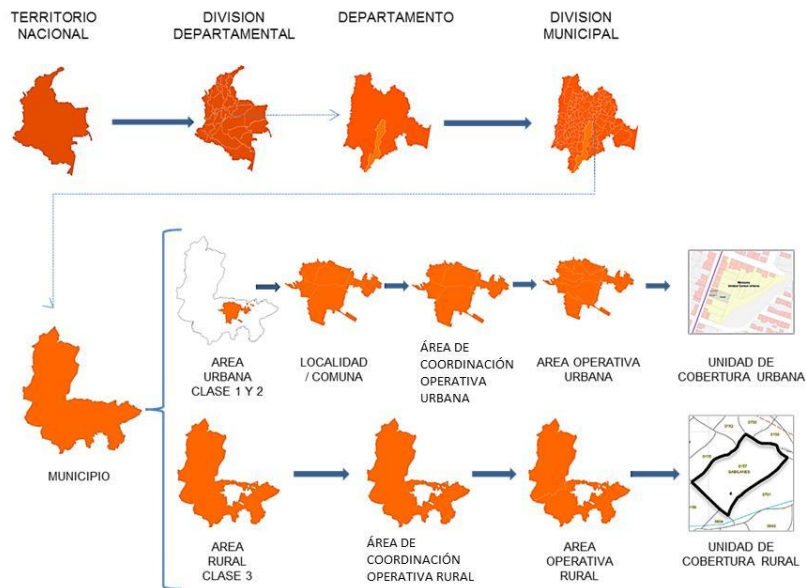 TERRITORIO
NACIONAL
DIVISION
DEPARTAMENTAL
DEPARTAMENTO
DIVISION
MUNICIPAL
MUNICIPIO
AREA
URBANA
CLASE 1 Y 2
LOCALIDAD
/ COMUNA
ÁREA DE
COORDINACIÓN
OPERATIVA
URBANA
AREA OPERATIVA
URBANA
UNIDAD DE
COBERTURA URBANA
AREA
RURAL
CLASE 3
ÁREA DE
COORDINACIÓN
OPERATIVA RURAL
AREA
OPERATIVA
RURAL
UNIDAD DE
COBERTURA RURAL